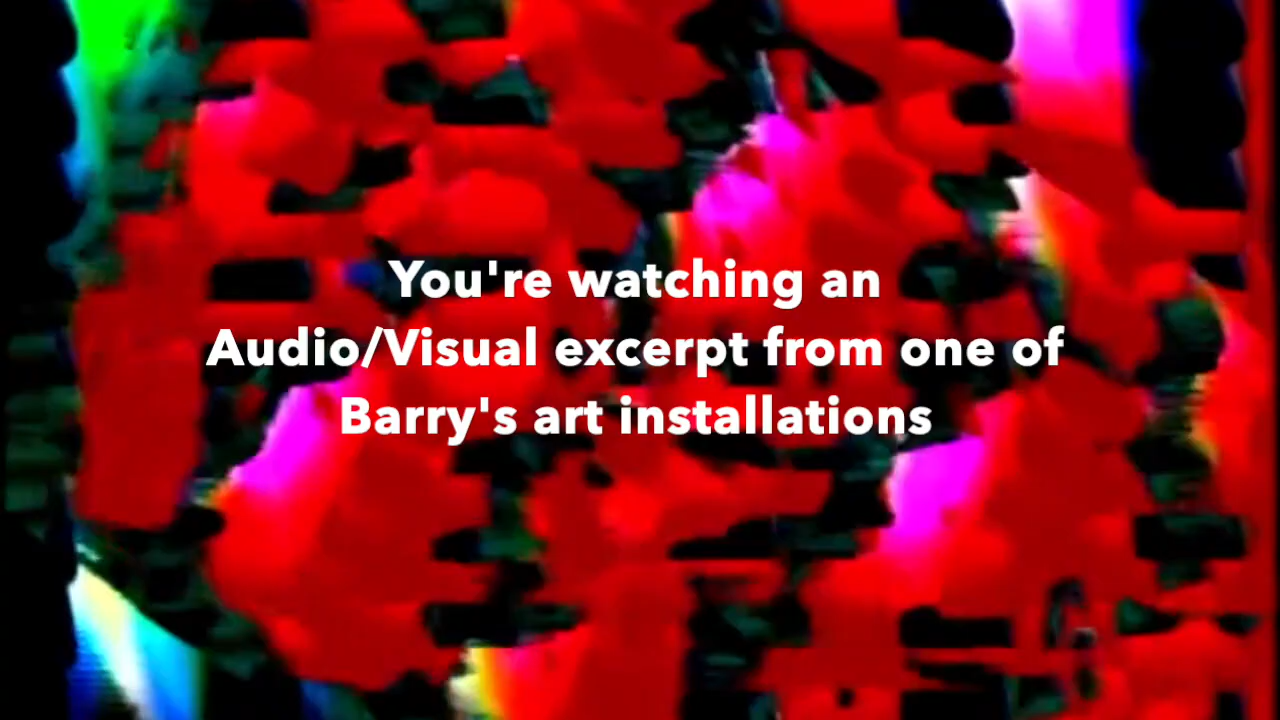 You're watching an
Audio/Visual excerpt from one of
Barry's art installations